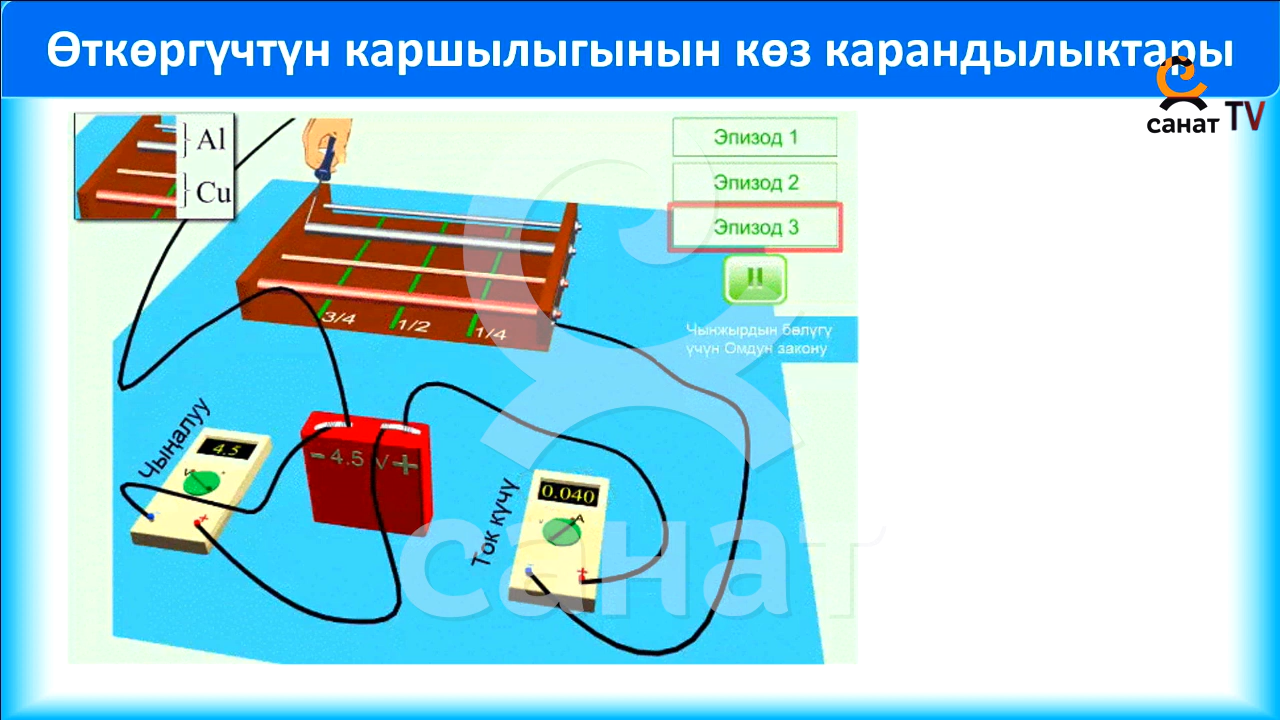 Өткөргүчтүн каршылыгынын көз карандылыктары
санат TV
Al
Cu
Эпизод 1
Эпизод 2
Эпизод 3
3/4
1/2
1/4
Чынжырдын бөлүгү
үчүн Омдун закону
Чыңалуу
4.5
V
- +
- 4.5 V +
Ток күчү
0.040
A
- +
санат